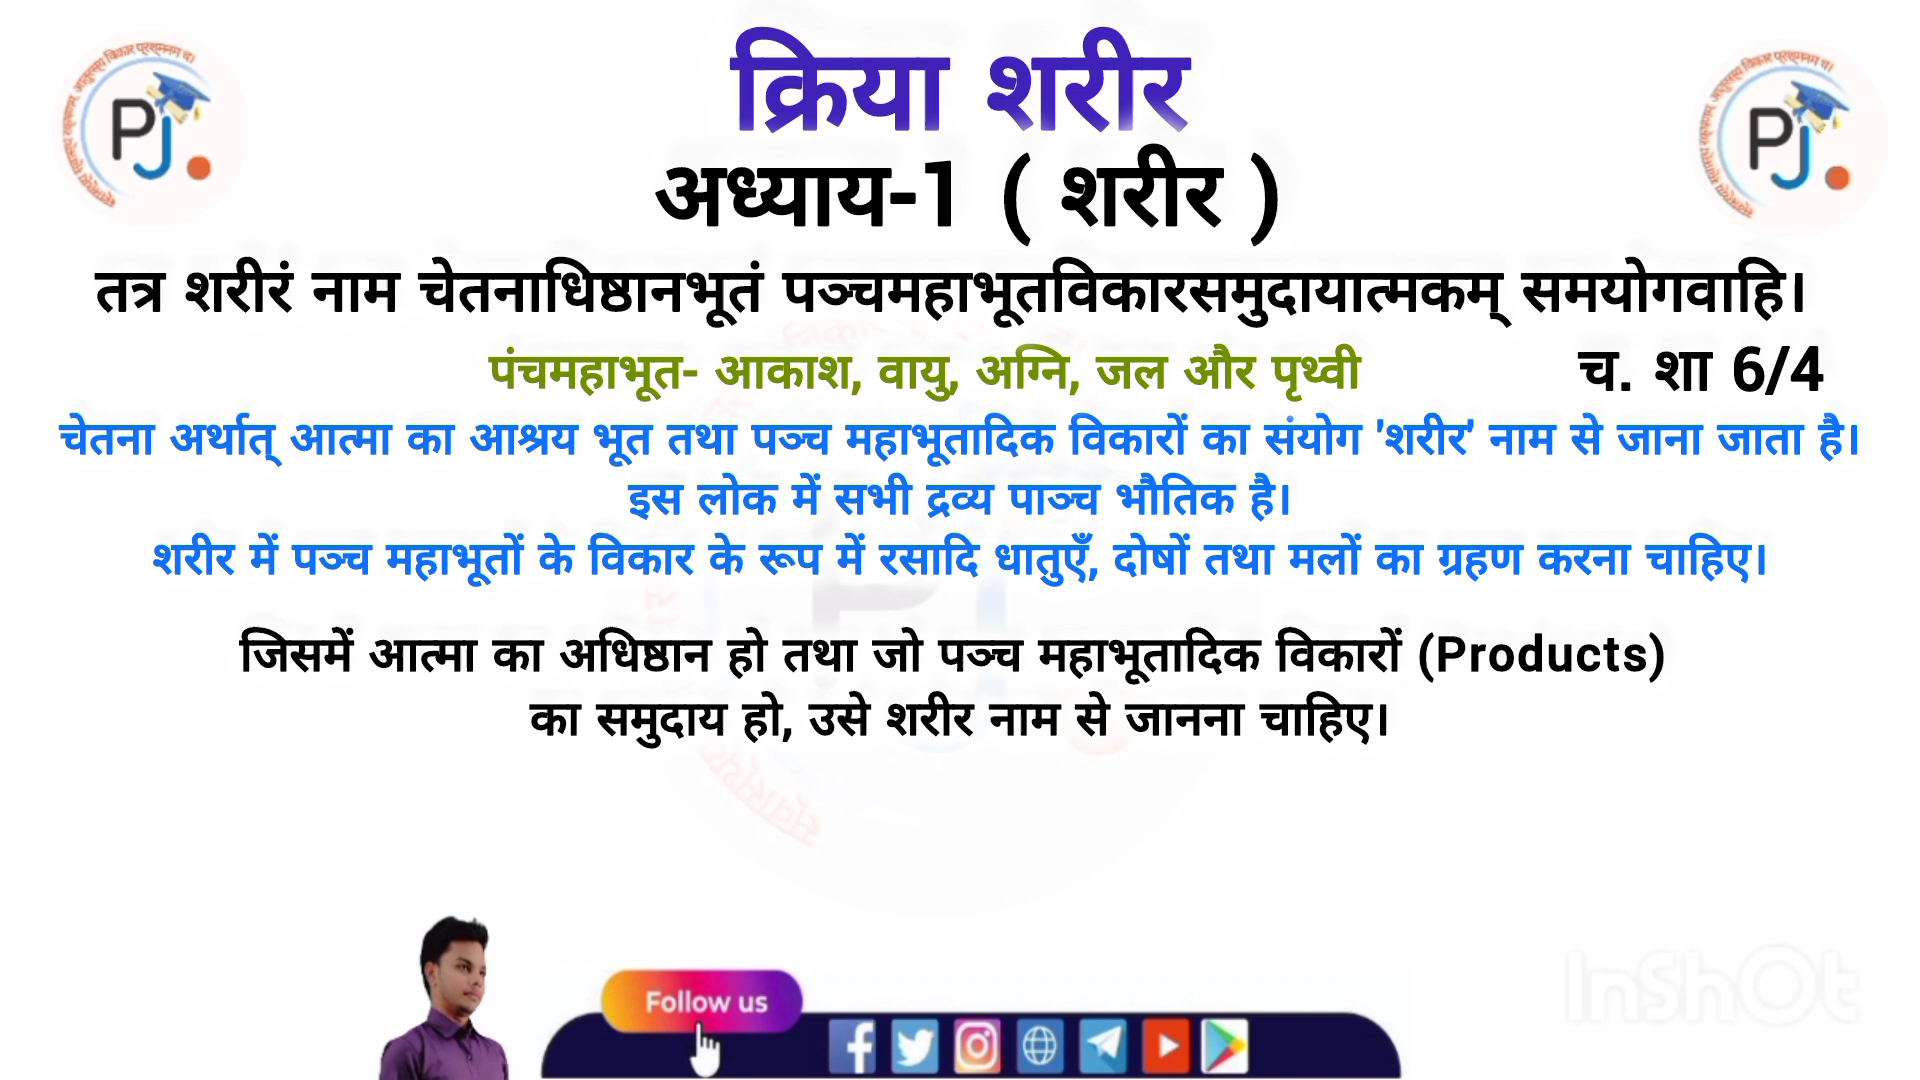 क्रिया शरीर
अध्याय-1 ( शरीर )
PJ.
PJ.
तत्र शरीरं नाम चेतनाधिष्ठानभूतं पञ्चमहाभूतविकारसमुदायात्मकम् समयोगवाहि।
पंचमहाभूत- आकाश, वायु, अग्नि, जल और पृथ्वी
च. शा 6/4
चेतना अर्थात् आत्मा का आश्रय भूत तथा पञ्च महाभूतादिक विकारों का संयोग 'शरीर' नाम से जाना जाता है।
इस लोक में सभी द्रव्य पाञ्च भौतिक है।
शरीर में पञ्च महाभूतों के विकार के रूप में रसादि धातुएँ, दोषों तथा मलों का ग्रहण करना चाहिए।
जिसमें आत्मा का अधिष्ठान हो तथा जो पञ्च महाभूतादिक विकारों (Products)
का समुदाय हो, उसे शरीर नाम से जानना चाहिए।
Follow us
InShOt